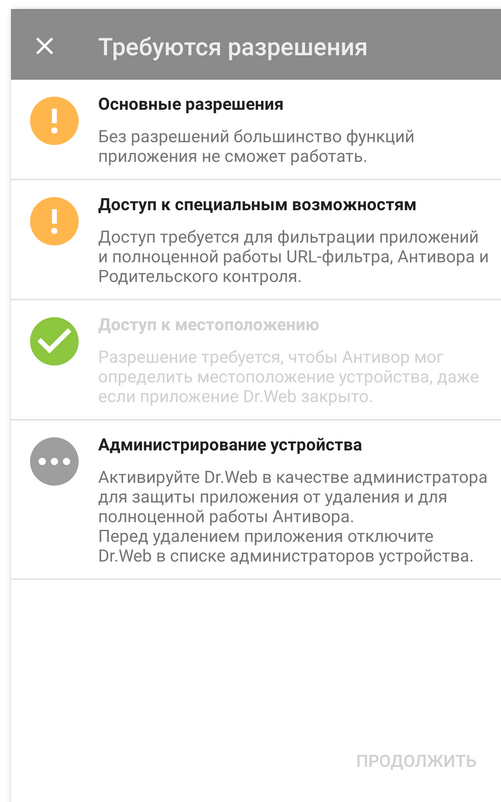 Требуются разрешения
Основные разрешения
Без разрешений большинство функций
приложения не сможет работать.
Доступ к специальным возможностям
Доступ требуется для фильтрации приложений
и полноценной работы URL-фильтра, Антивора и
Родительского контроля.
Доступ к местоположению
Разрешение требуется, чтобы Антивор мог
определить местоположение устройства, даже
если приложение Dr.Web закрыто.
Администрирование устройства
Активируйте Dr.Web в качестве администратора
для защиты приложения от удаления и для
полноценной работы Антивора.
Перед удалением приложения отключите
Dr.Web в списке администраторов устройства.
ПРОДОЛЖИТЬ